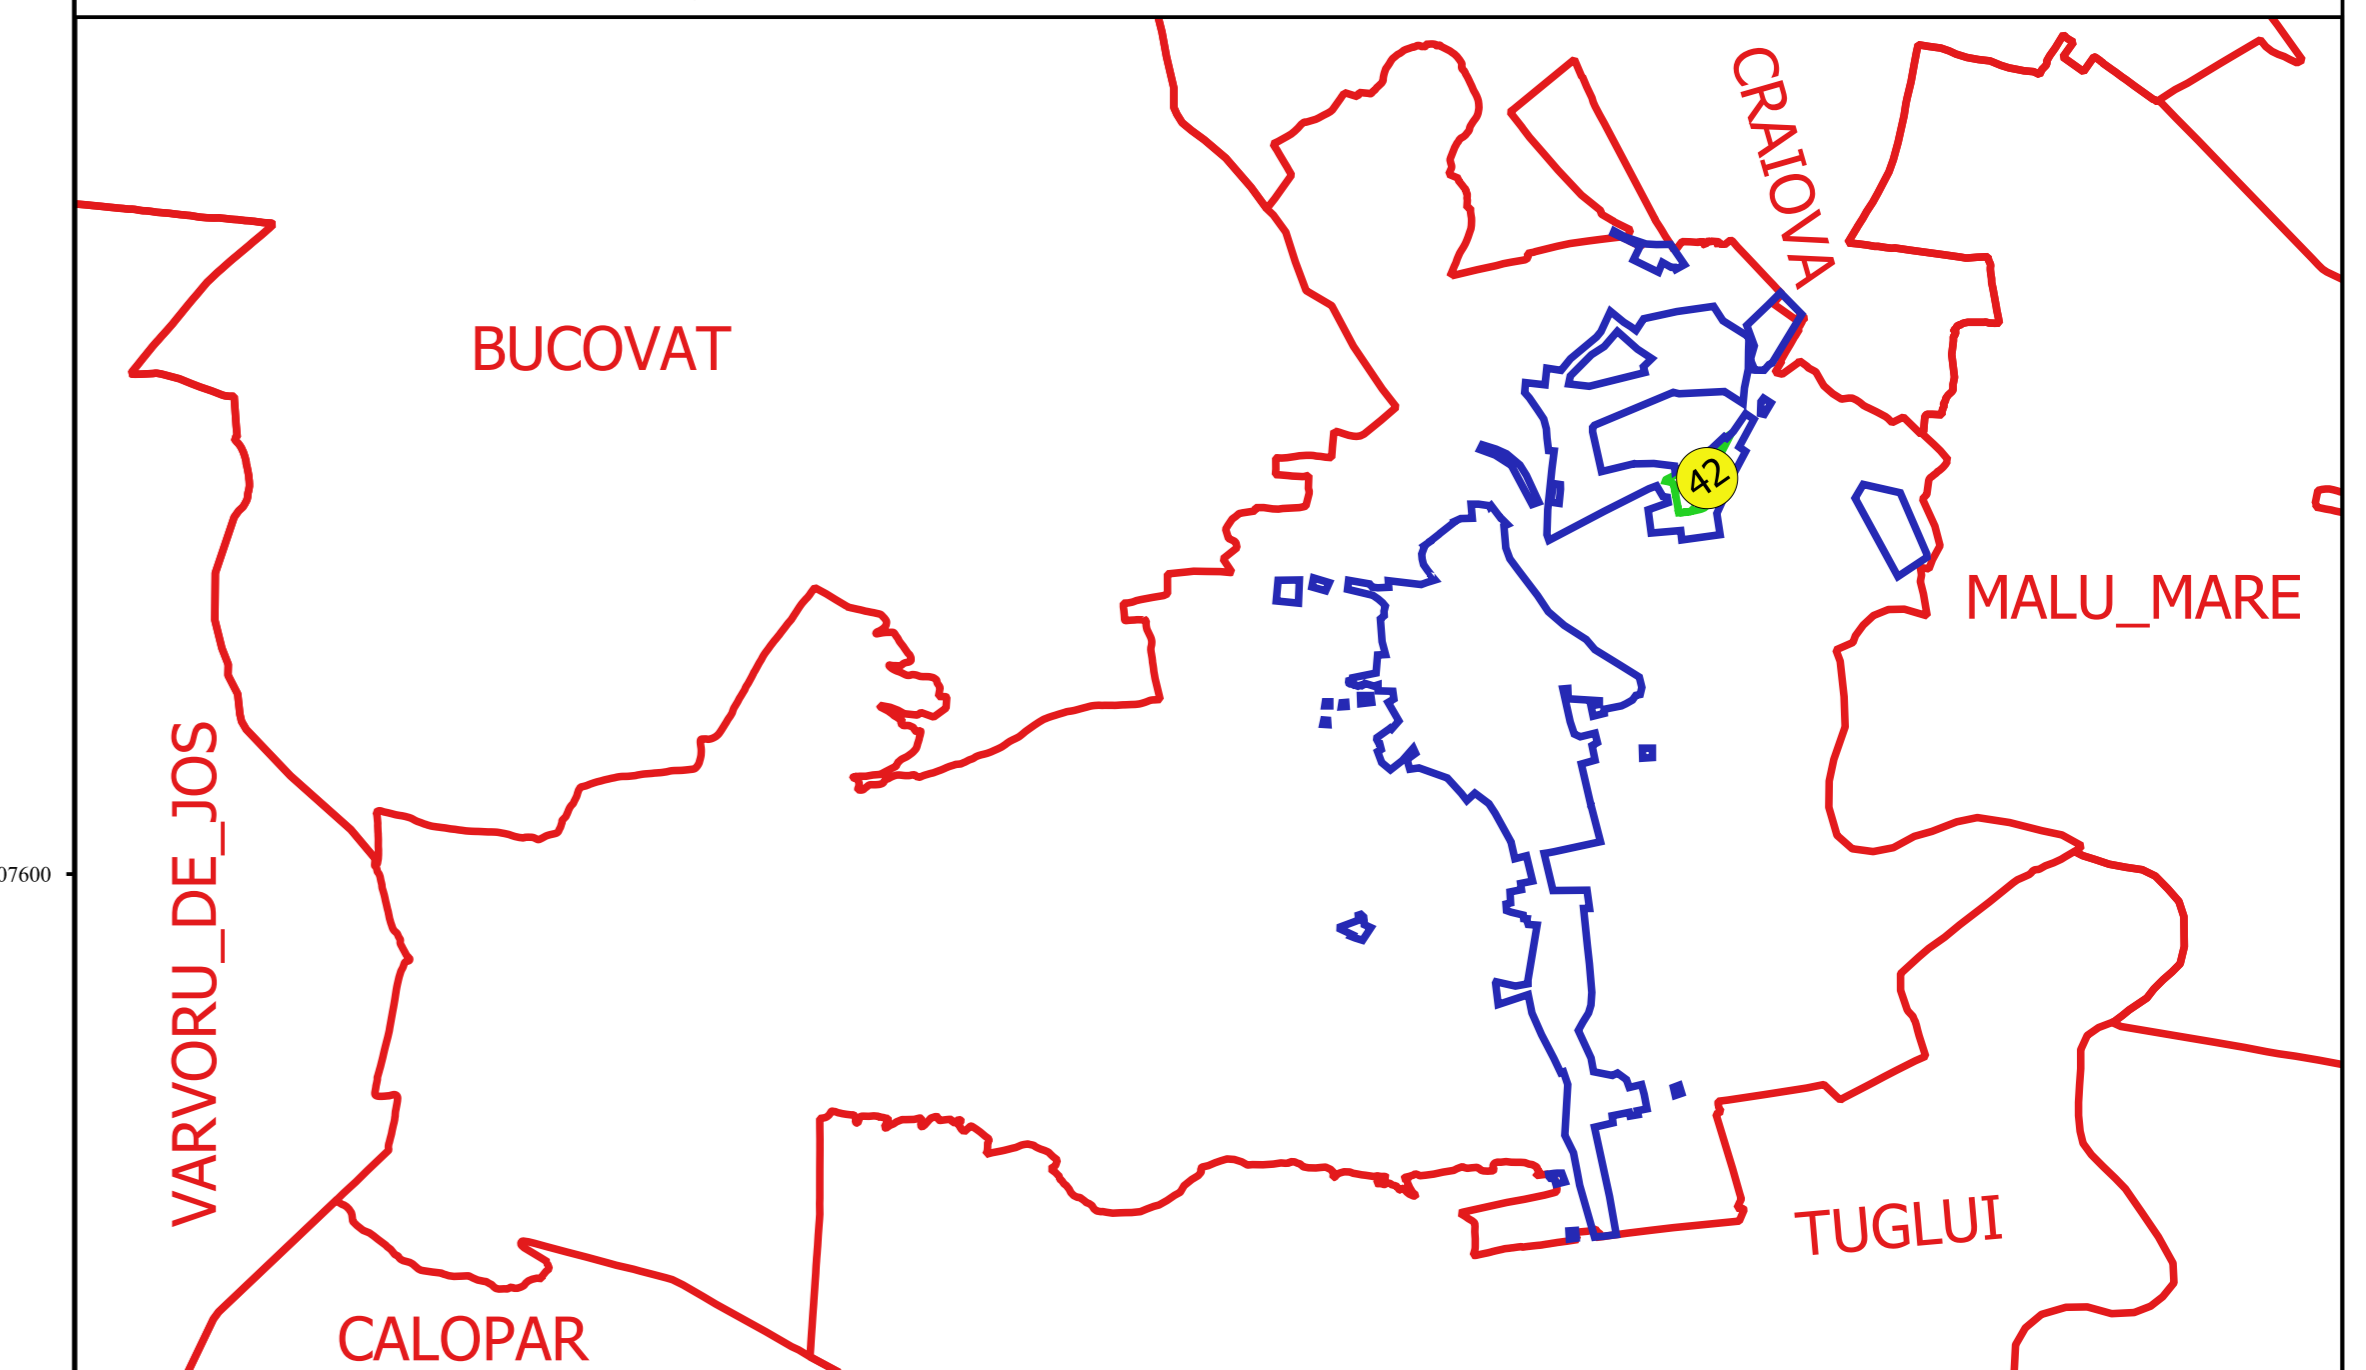 CRAIOVA
BUCOVAT
42
MALU_MARE
VARVORU_DE_JOS
07600
TUGLUI
CALOPAR